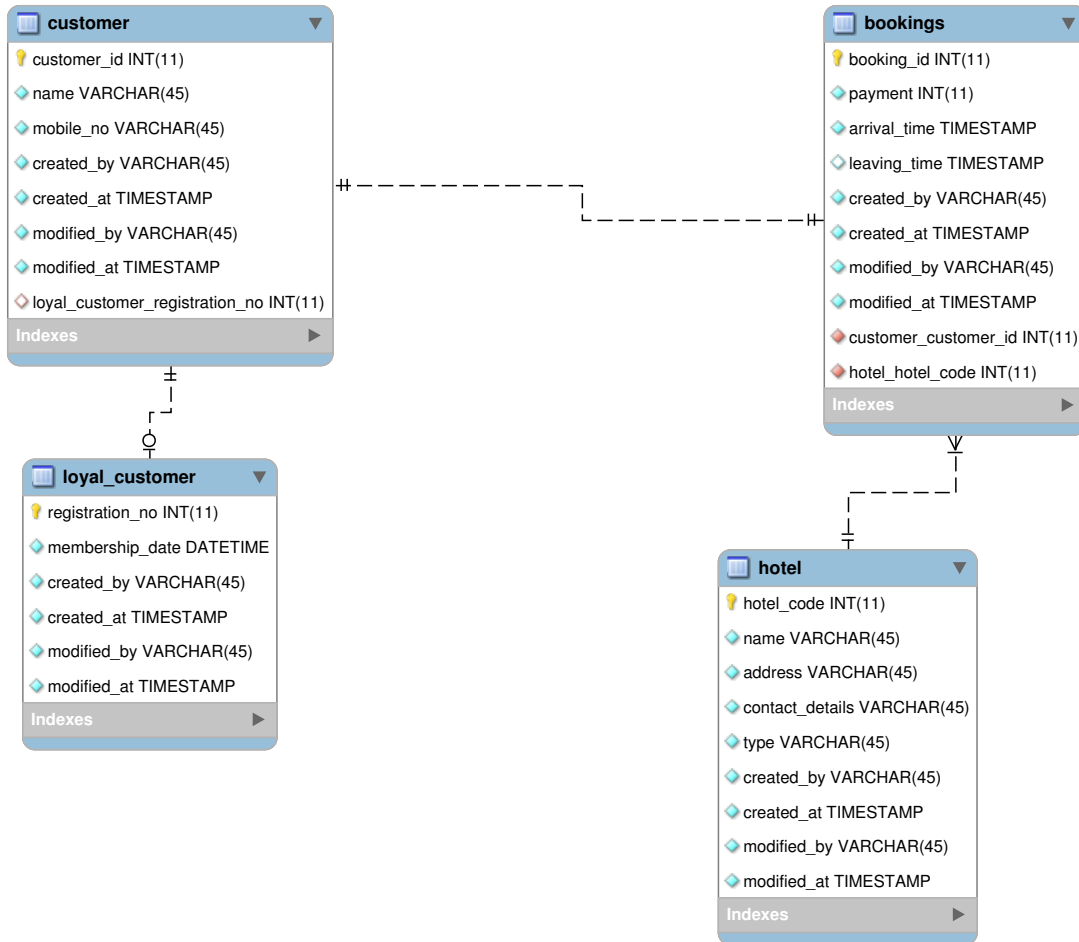 customer
customer_id INT(11)
name VARCHAR(45)
mobile_no VARCHAR(45)
created_by VARCHAR(45)
created_at TIMESTAMP
modified_by VARCHAR(45)
modified_at TIMESTAMP
loyal_customer_registration_no INT(11)
Indexes
bookings
booking_id INT(11)
payment INT(11)
arrival_time TIMESTAMP
leaving_time TIMESTAMP
created_by VARCHAR(45)
created_at TIMESTAMP
modified_by VARCHAR(45)
modified_at TIMESTAMP
customer_customer_id INT(11)
hotel_hotel_code INT(11)
Indexes
loyal_customer
registration_no INT(11)
membership_date DATETIME
created_by VARCHAR(45)
created_at TIMESTAMP
modified_by VARCHAR(45)
modified_at TIMESTAMP
Indexes
hotel
hotel_code INT(11)
name VARCHAR(45)
address VARCHAR(45)
contact_details VARCHAR(45)
type VARCHAR(45)
created_by VARCHAR(45)
created_at TIMESTAMP
modified_by VARCHAR(45)
modified_at TIMESTAMP
Indexes